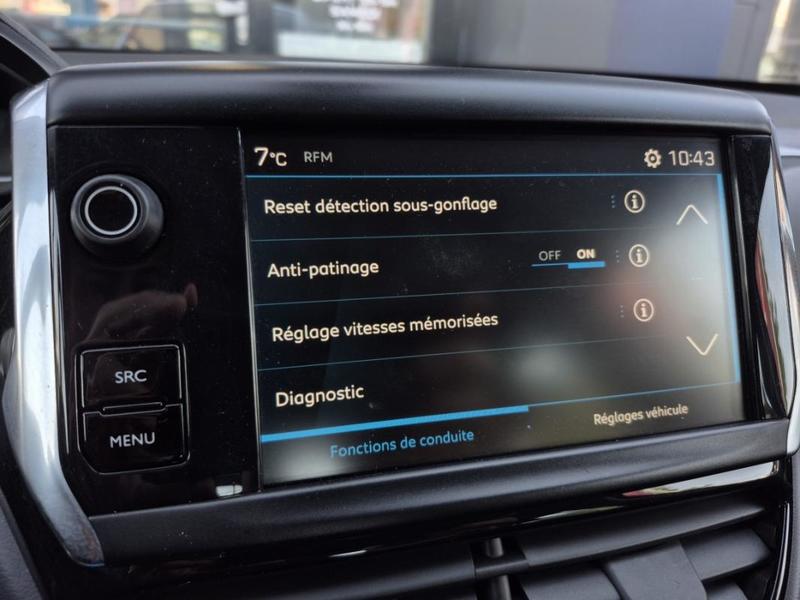 7°C RFM 10:43
Reset détection sous-gonflage
Anti-patinage OFF ON
Réglage vitesses mémorisées
Diagnostic
Fonctions de conduite Réglages véhicule
SRC
MENU